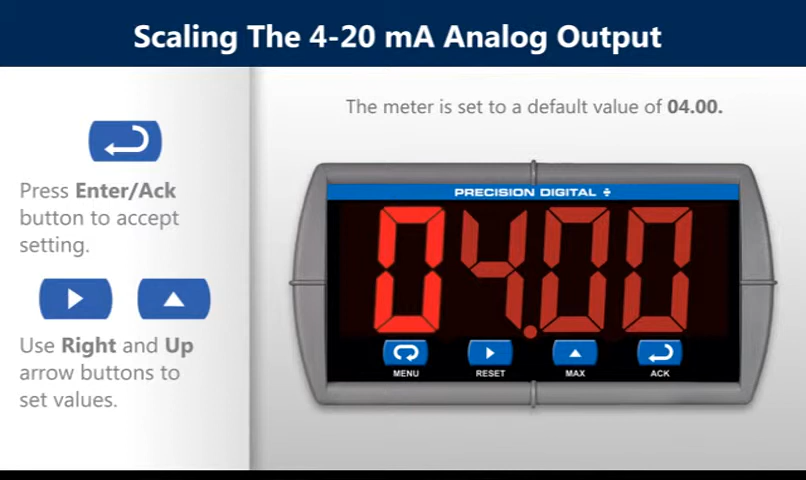 Scaling The 4-20 mA Analog Output
Press Enter/Ack
button to accept
setting.
Use Right and Up
arrow buttons to
set values.
The meter is set to a default value of 04.00.
PRECISION DIGITAL
04.00
MENU
RESET
MAX
ACK